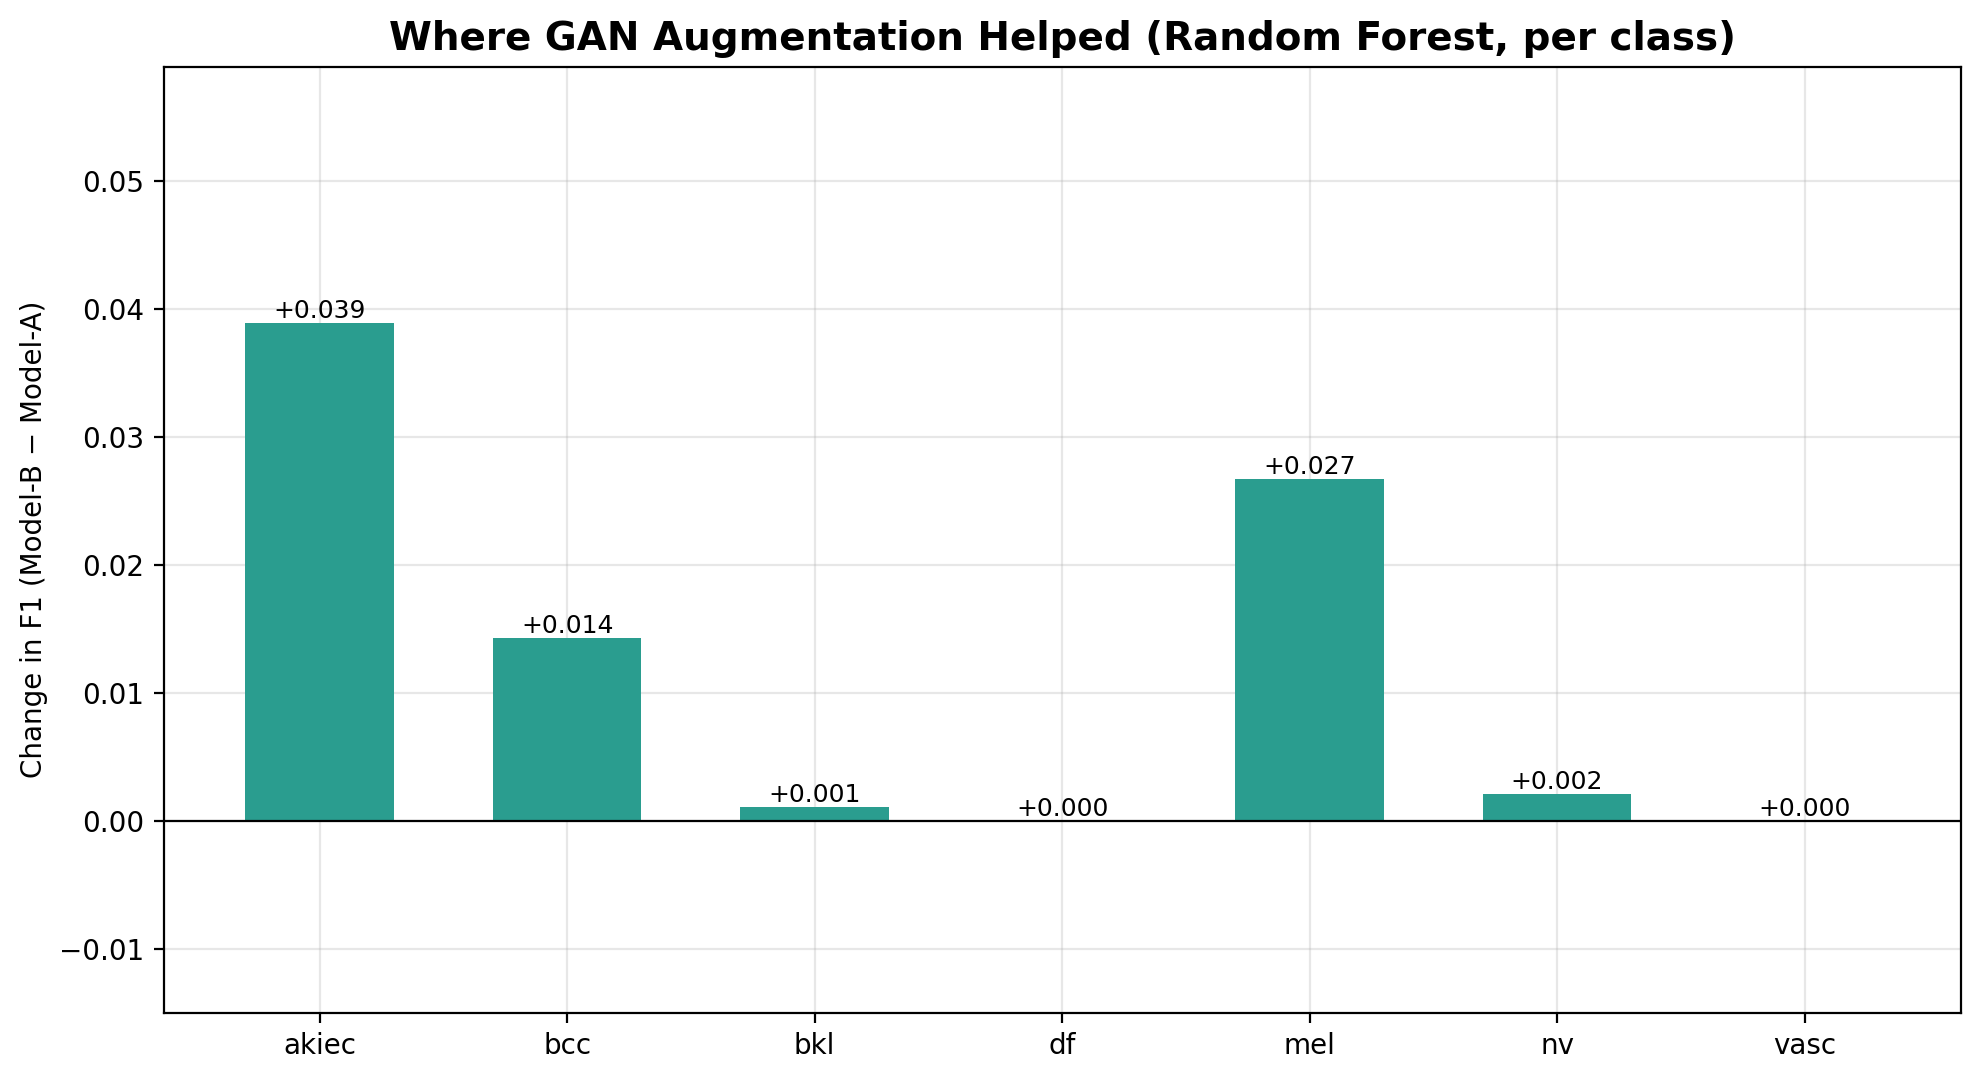 Where GAN Augmentation Helped (Random Forest, per class)
Change in F1 (Model-B − Model-A)
0.05
0.04
0.03
0.02
0.01
0.00
−0.01
+0.039
+0.014
+0.001
+0.000
+0.027
+0.002
+0.000
akiec
bcc
bkl
df
mel
nv
vasc